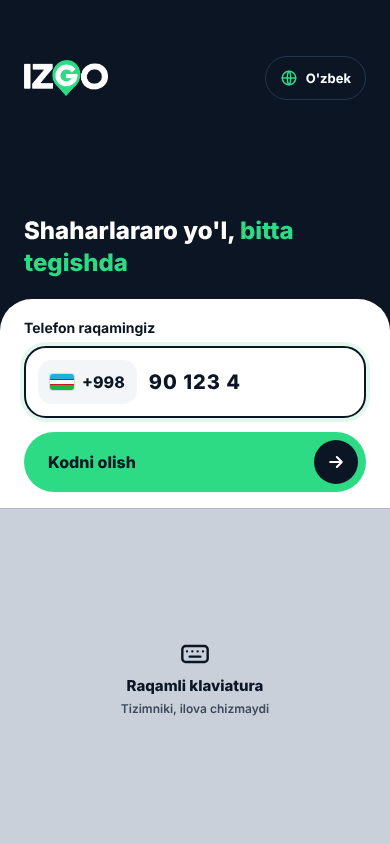 IZGO
O'zbek
Shaharlararo yo'l, bitta
tegishda
Telefon raqamingiz
+998 90 123 4
Kodni olish
Raqamli klaviatura
Tizimniki, ilova chizmaydi